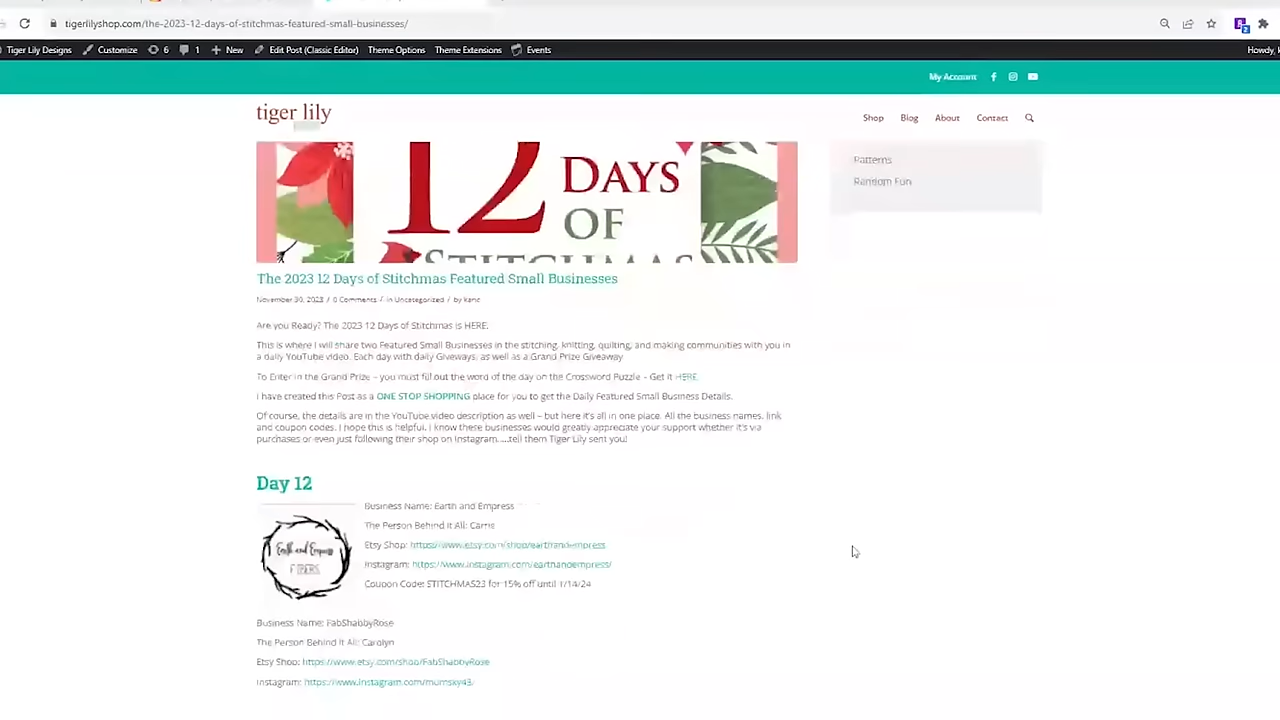 tigerlilyshop.com/the-2023-12-days-of-stitchmas-featured-small-businesses/
Tiger Lily Designs Customize 6 1 New Edit Post (Classic Editor) Theme Options Theme Extensions Events Howdy, k
My Account
tiger lily
Shop Blog About Contact
12 DAYS
OF
STITCHMAS
Patterns
Random Fun
The 2023 12 Days of Stitchmas Featured Small Businesses
November 30, 2023 / 0 Comments / in Uncategorized / by
Are you Ready? The 2023 12 Days of Stitchmas is HERE.
This is where I will share two Featured Small Businesses in the stitching, knitting, quilting, and making communities with you in
a daily YouTube video. Each day with daily Giveways, as well as a Grand Prize Giveaway
To Enter in the Grand Prize – you must fill out the word of the day on the Crossword Puzzle – Get it HERE.
I have created this Post as a ONE STOP SHOPPING place for you to get the Daily Featured Small Business Details.
Of course, the details are in the YouTube video description as well – but here it's all in one place. All the business names, link
and coupon codes. I hope this is helpful. I know there businesses would greatly appreciate your support whether it's via
purchases or even just following their shop on Instagram.....tell them Tiger Lily sent you!
Day 12
Business Name: Earth and Empress
The Person Behind It All: Carrie
Etsy Shop: https://www.etsy.com/shop/earthandempress
Instagram: https://www.instagram.com/earthandempress/
Coupon Code: STITCHMAS23 for 15% off until 1/14/24
Earth and Empress
FIBERS
Business Name: FabShabbyRose
The Person Behind It All: Carolyn
Etsy Shop: https://www.etsy.com/shop/FabShabbyRose
Instagram: https://www.instagram.com/mumsky43/